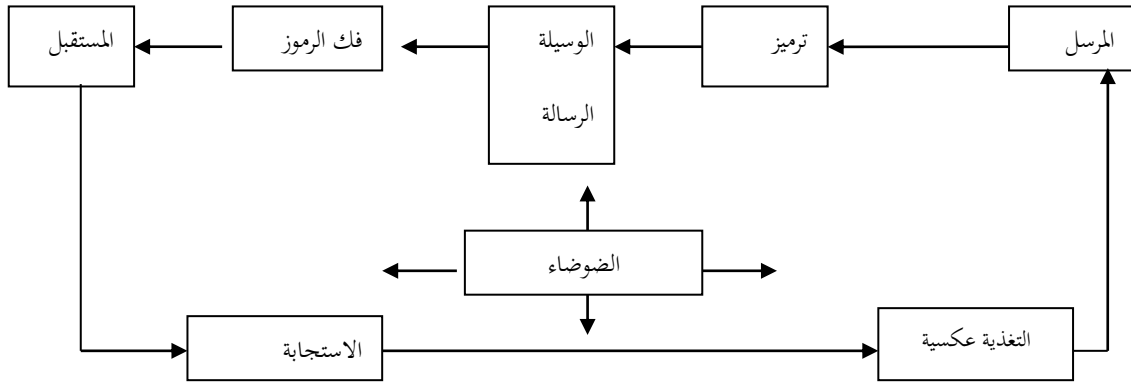 المرسل
ترميز
الوسيلة
الرسالة
فك الرموز
المستقبل
الضوضاء
التغذية عكسية
الاستجابة